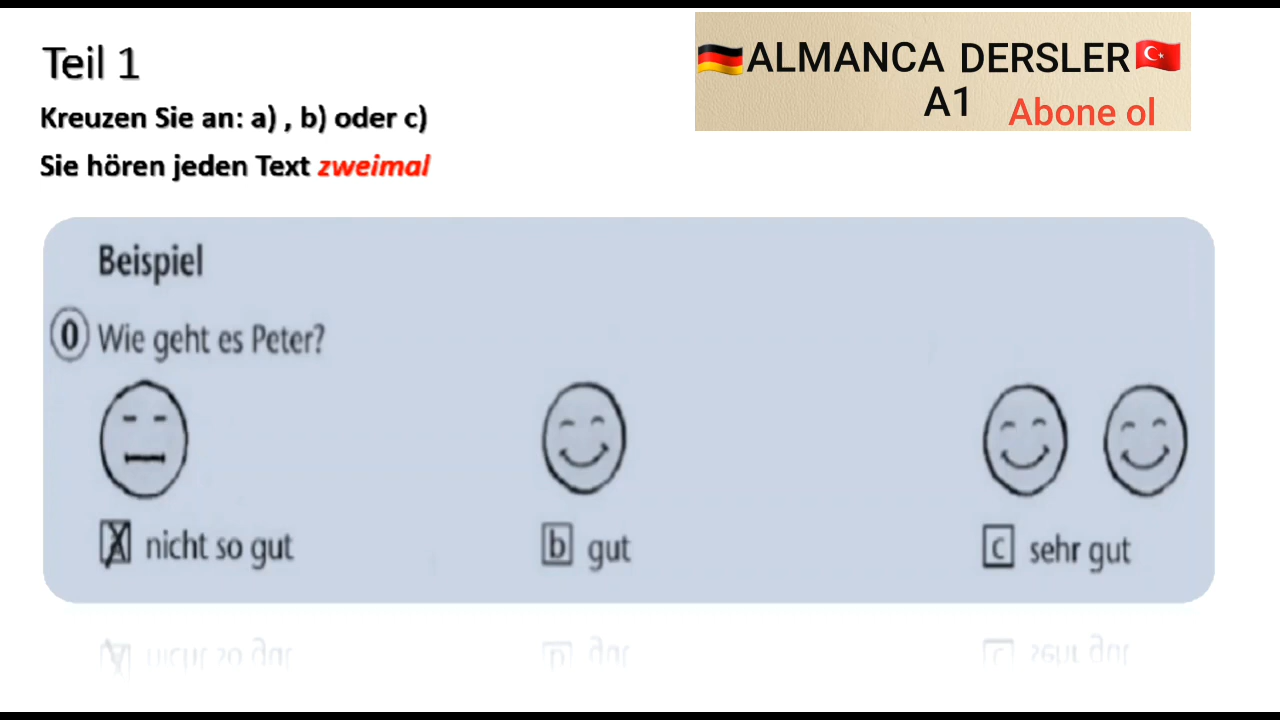 Teil 1
Kreuzen Sie an: a) , b) oder c)
Sie hören jeden Text zweimal
🇩🇪ALMANCA DERSLER🇹🇷
A1 Abone ol
Beispiel
0 Wie geht es Peter?
a nicht so gut
b gut
c sehr gut